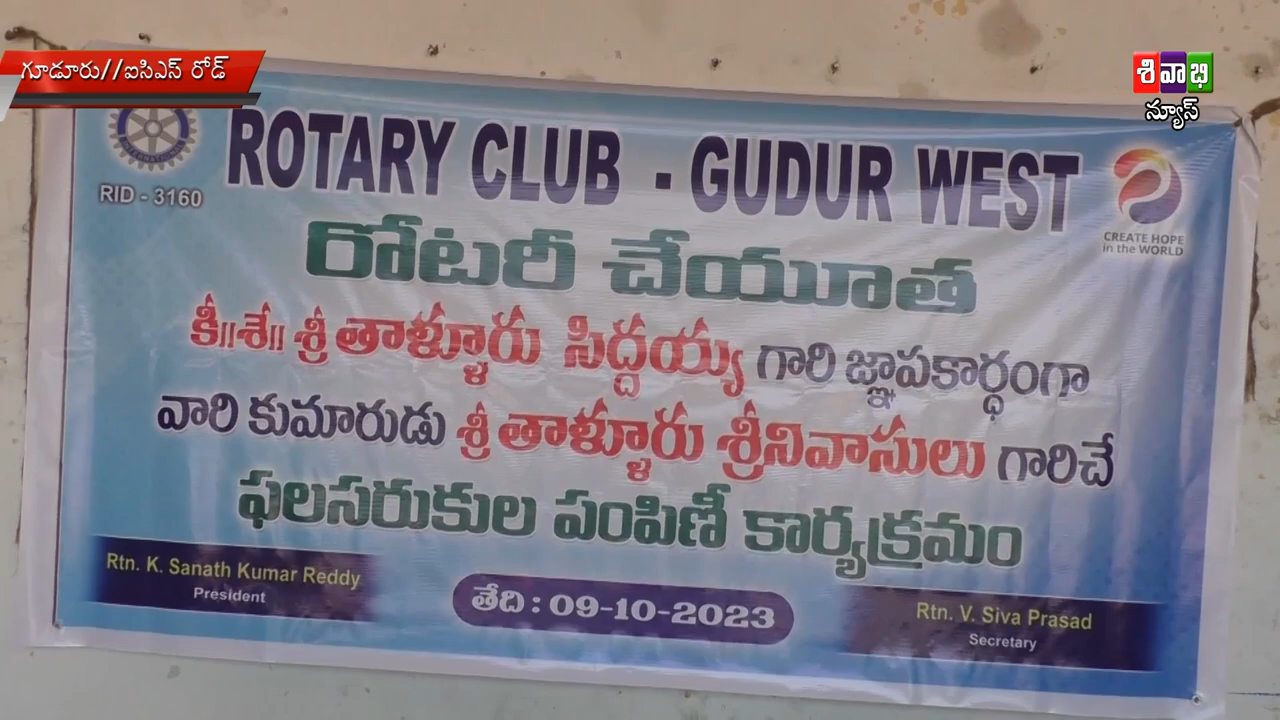 గూడూరు//ఐసిఎస్ రోడ్
శివాభి
న్యూస్
INTERNATIONAL
RID - 3160
ROTARY CLUB - GUDUR WEST
CREATE HOPE
in the WORLD
రోటరీ చేయూత
కీ||శే|| శ్రీ తాళ్ళూరు సిద్దయ్య గారి జ్ఞాపకార్ధంగా
వారి కుమారుడు శ్రీ తాళ్ళూరు శ్రీనివాసులు గారిచే
ఫలసరుకుల పంపిణీ కార్యక్రమం
Rtn. K. Sanath Kumar Reddy
President
తేది : 09-10-2023
Rtn. V. Siva Prasad
Secretary